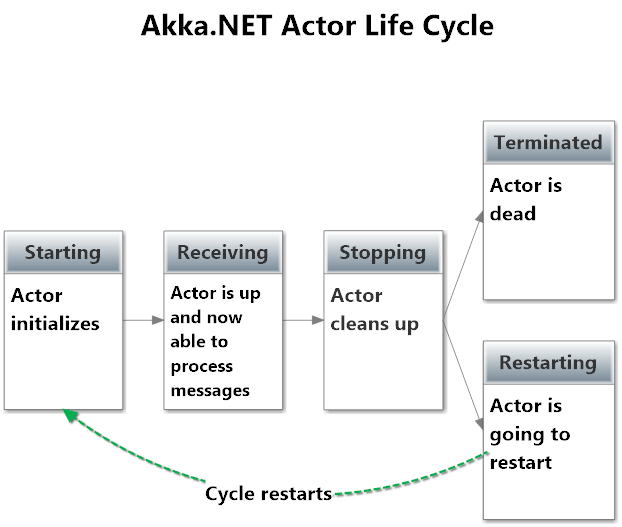 Akka.NET Actor Life Cycle
Starting
Actor
initializes
Receiving
Actor is up
and now
able to
process
messages
Stopping
Actor
cleans up
Terminated
Actor is
dead
Restarting
Actor is
going to
restart
Cycle restarts